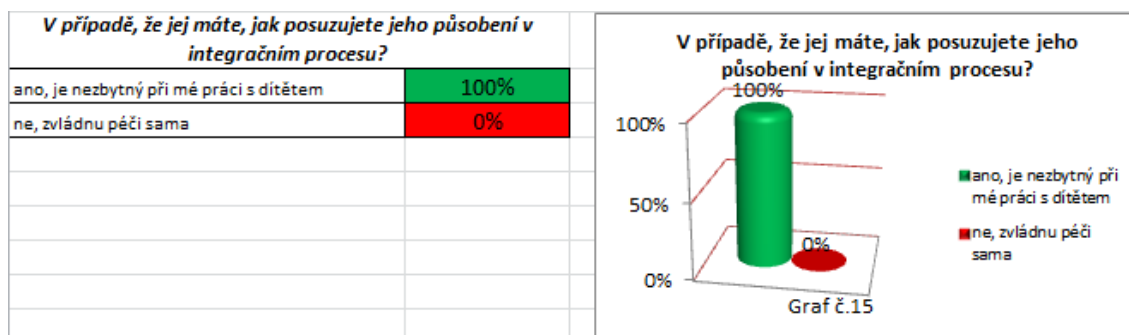 V případě, že jej máte, jak posuzujete jeho působení v
integračním procesu?
ano, je nezbytný při mé práci s dítětem 100%
ne, zvládnu péči sama 0%
V případě, že jej máte, jak posuzujete jeho
působení v integračním procesu?
100%
100%
50%
0%
0%
ano, je nezbytný při
mé práci s dítětem
ne, zvládnu péči
sama
Graf č.15